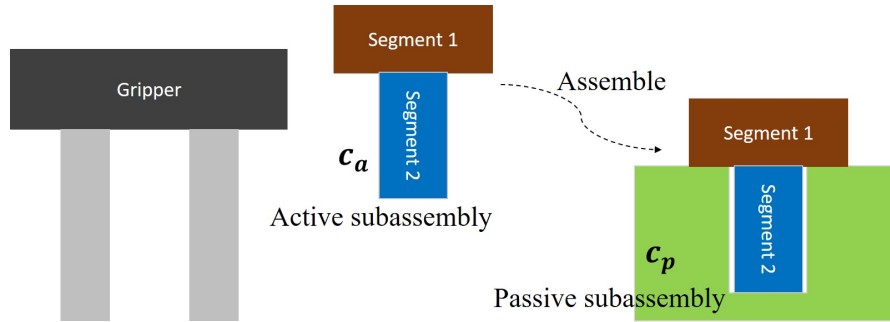 Gripper
Segment 1
Segment 2
c_a
Active subassembly
Assemble
Segment 1
Segment 2
c_p
Passive subassembly